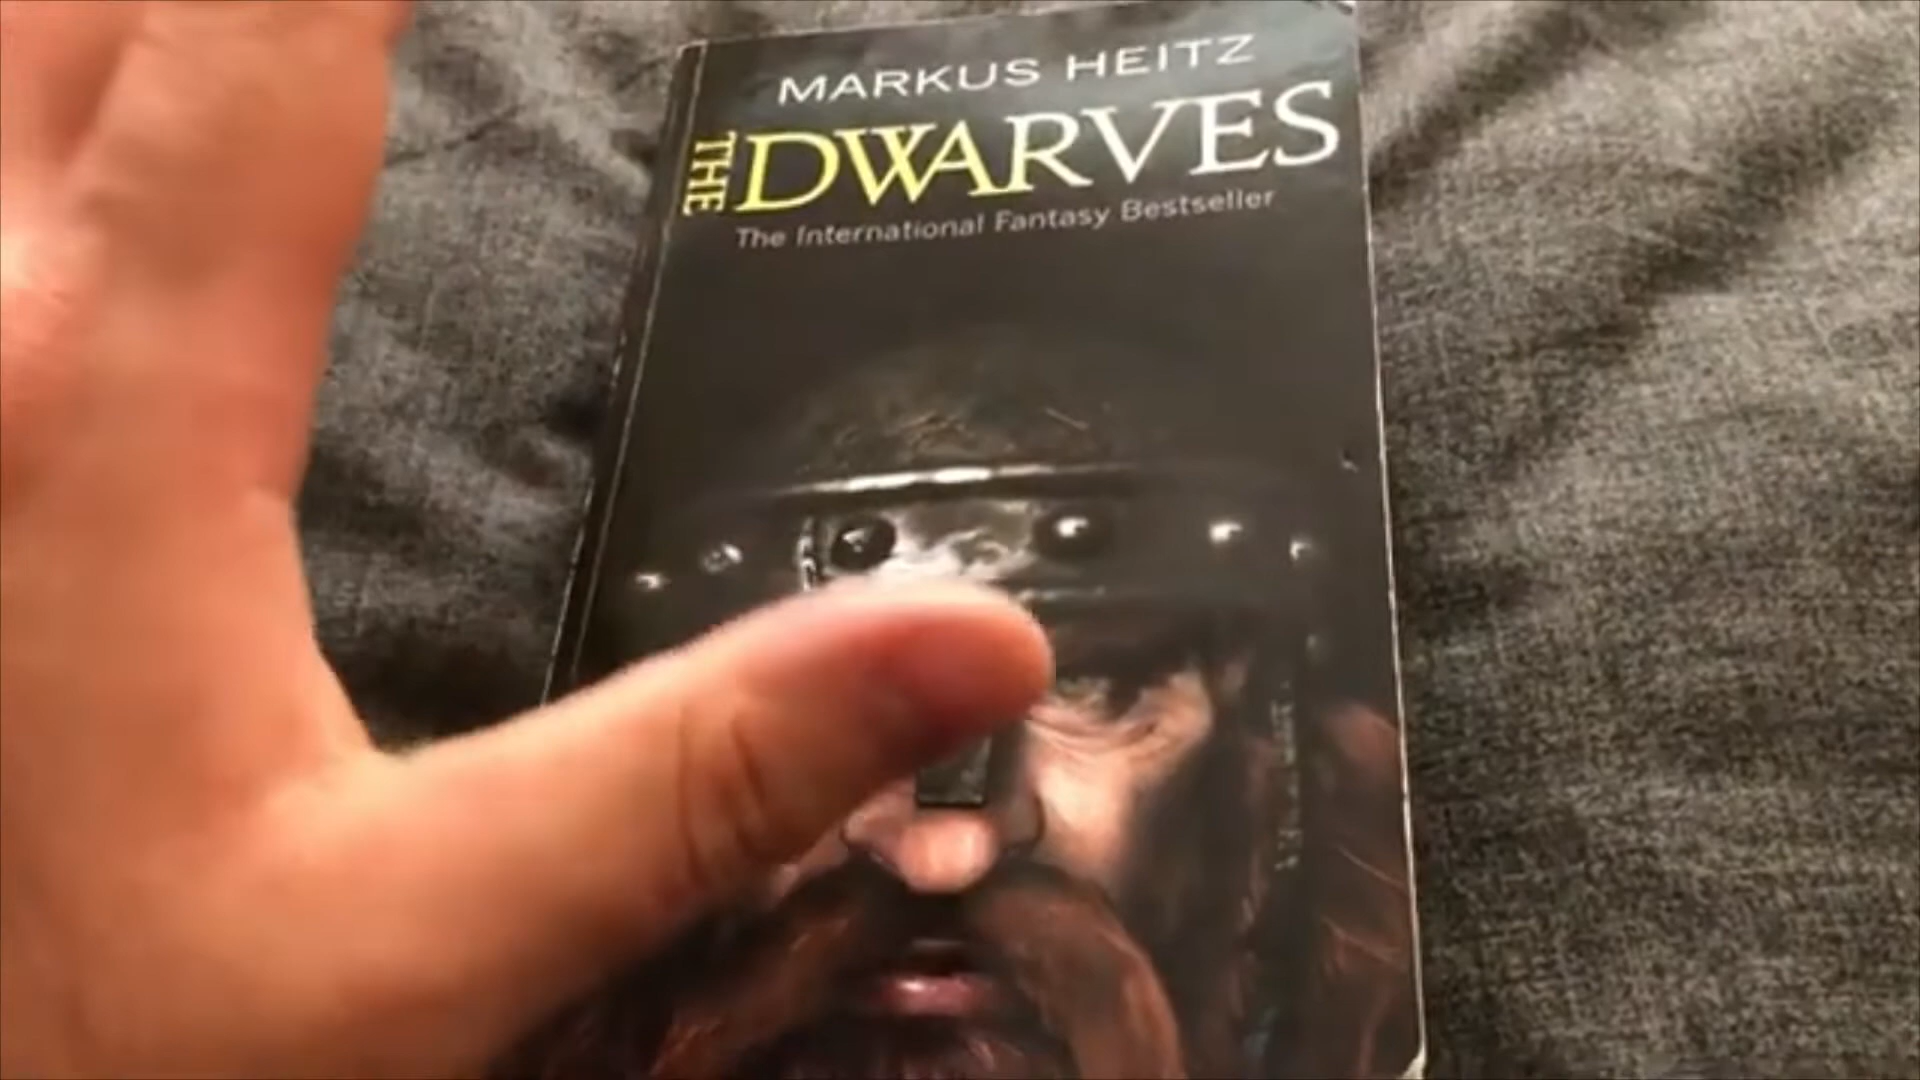 MARKUS HEITZ
THE DWARVES
The International Fantasy Bestseller